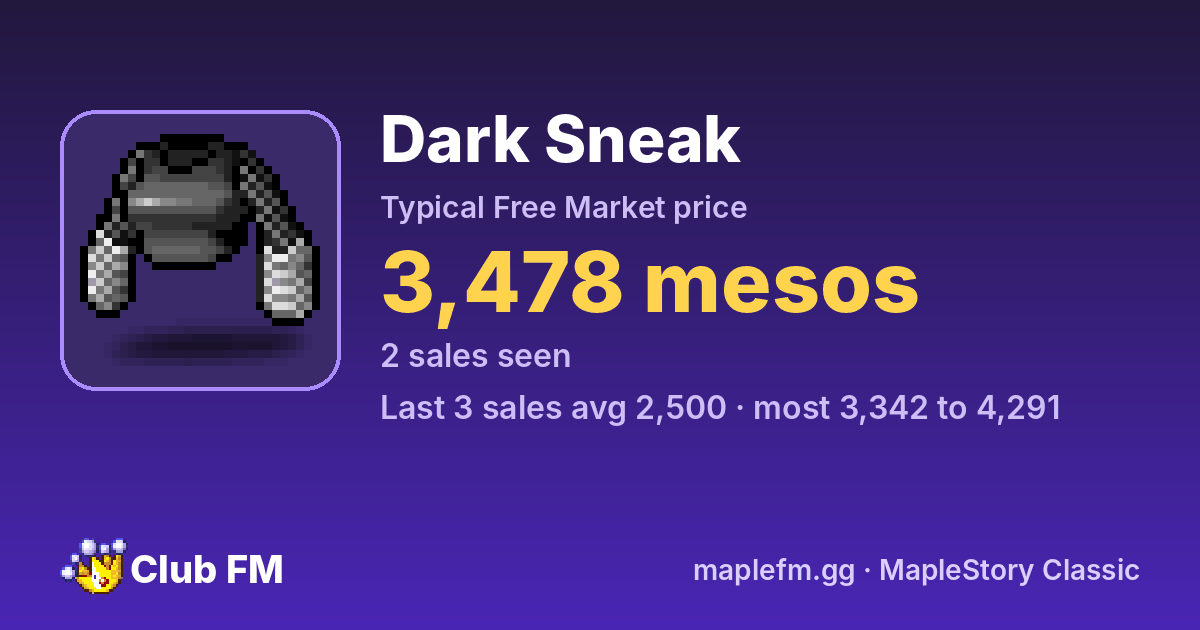 Dark Sneak
Typical Free Market price
3,478 mesos
2 sales seen
Last 3 sales avg 2,500 · most 3,342 to 4,291
Club FM
maplefm.gg · MapleStory Classic